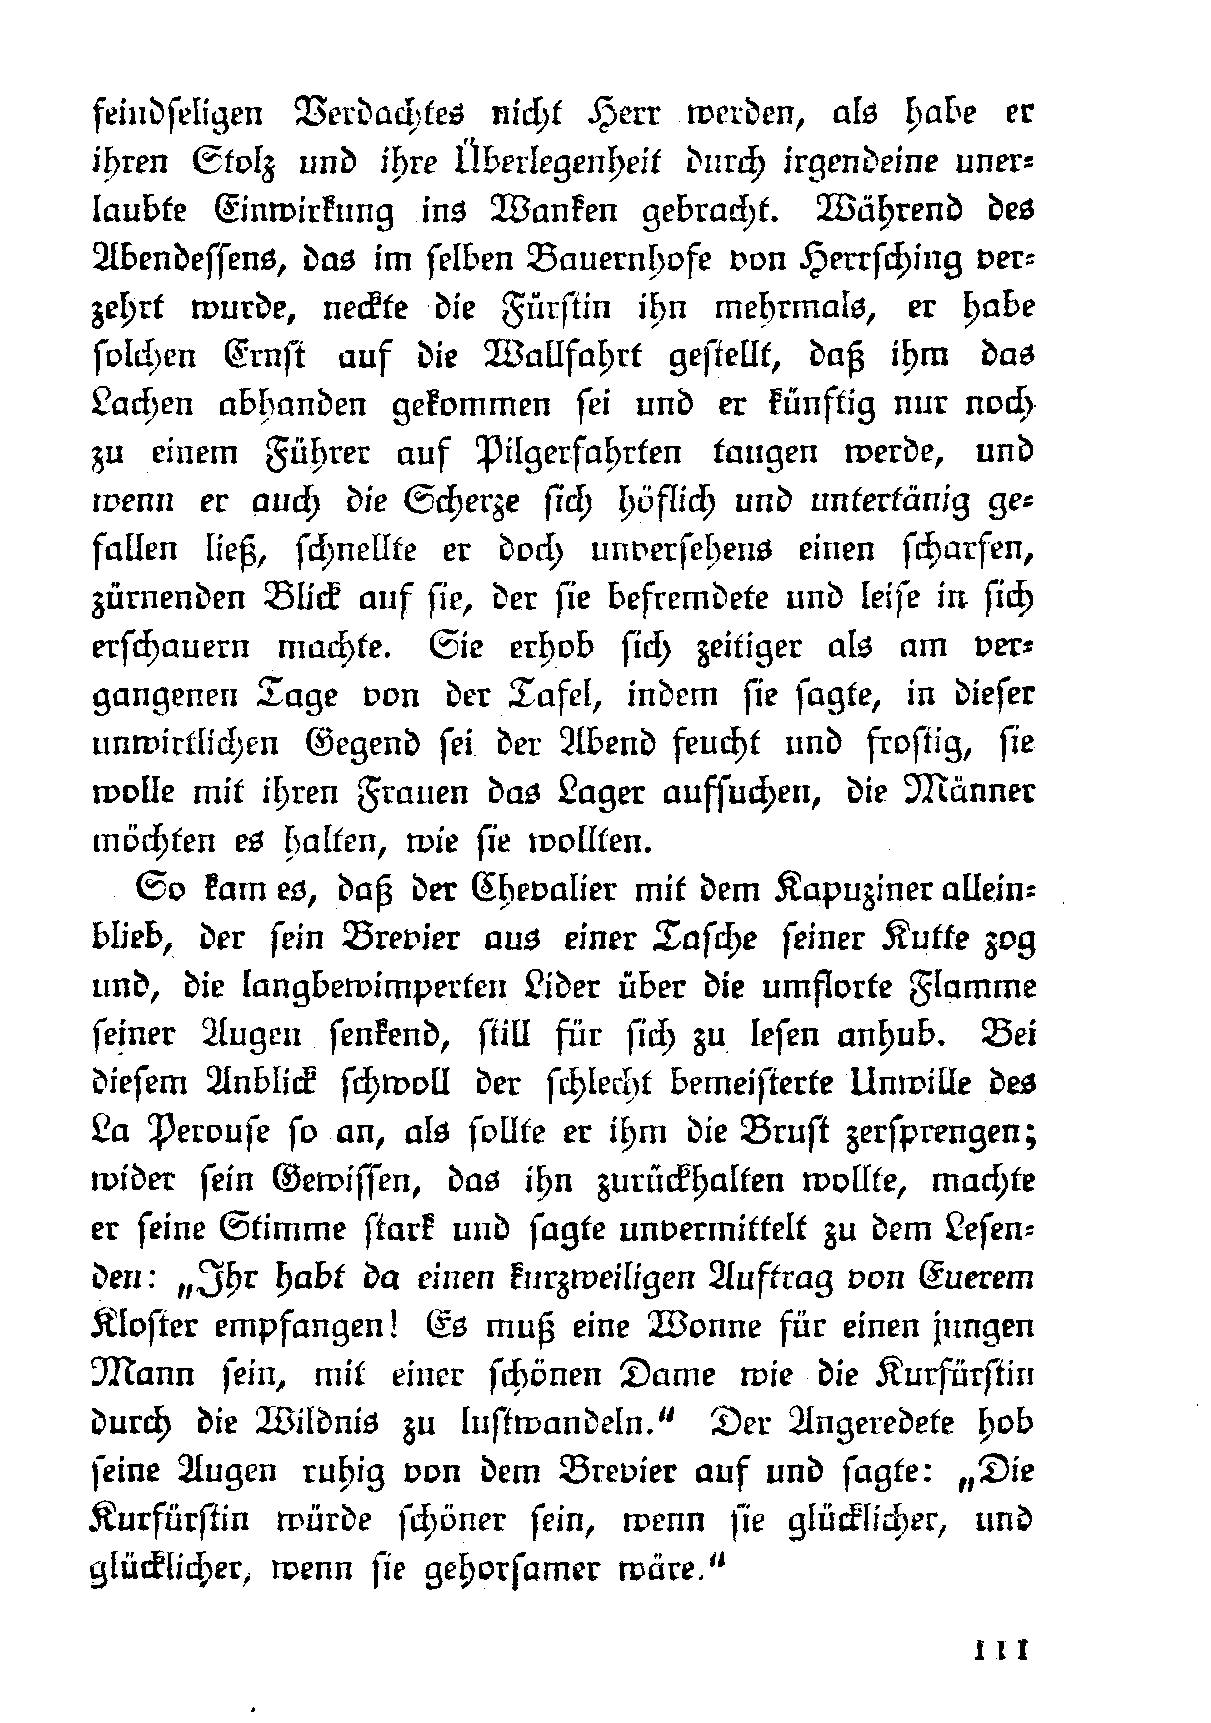 feindseligen Verdachtes nicht Herr werden, als habe er
ihren Stolz und ihre Überlegenheit durch irgendeine uner-
laubte Einwirkung ins Wanken gebracht. Während des
Abendessens, das im selben Bauernhofe von Herrsching ver-
zehrt wurde, neckte die Fürstin ihn mehrmals, er habe
solchen Ernst auf die Wallfahrt gestellt, daß ihm das
Lachen abhanden gekommen sei und er künftig nur noch
zu einem Führer auf Pilgerfahrten taugen werde, und
wenn er auch die Scherze sich höflich und untertänig ge-
fallen ließ, schnellte er doch unversehens einen scharfen,
zürnenden Blick auf sie, der sie befremdete und leise in sich
erschauern machte. Sie erhob sich zeitiger als am ver-
gangenen Tage von der Tafel, indem sie sagte, in dieser
unwirtlichen Gegend sei der Abend feucht und frostig, sie
wolle mit ihren Frauen das Lager aufsuchen, die Männer
möchten es halten, wie sie wollten.
So kam es, daß der Chevalier mit dem Kapuziner allein-
blieb, der sein Brevier aus einer Tasche seiner Kutte zog
und, die langbewimperten Lider über die umflorte Flamme
seiner Augen senkend, still für sich zu lesen anhub. Bei
diesem Anblick schwoll der schlecht bemeisterte Unwille des
La Perouse so an, als sollte er ihm die Brust zersprengen;
wider sein Gewissen, das ihn zurückhalten wollte, machte
er seine Stimme stark und sagte unvermittelt zu dem Lesen-
den: „Ihr habt da einen kurzweiligen Auftrag von Euerem
Kloster empfangen! Es muß eine Wonne für einen jungen
Mann sein, mit einer schönen Dame wie die Kurfürstin
durch die Wildnis zu lustwandeln.“ Der Angeredete hob
seine Augen ruhig von dem Brevier auf und sagte: „Die
Kurfürstin würde schöner sein, wenn sie glücklicher, und
glücklicher, wenn sie gehorsamer wäre.“
111